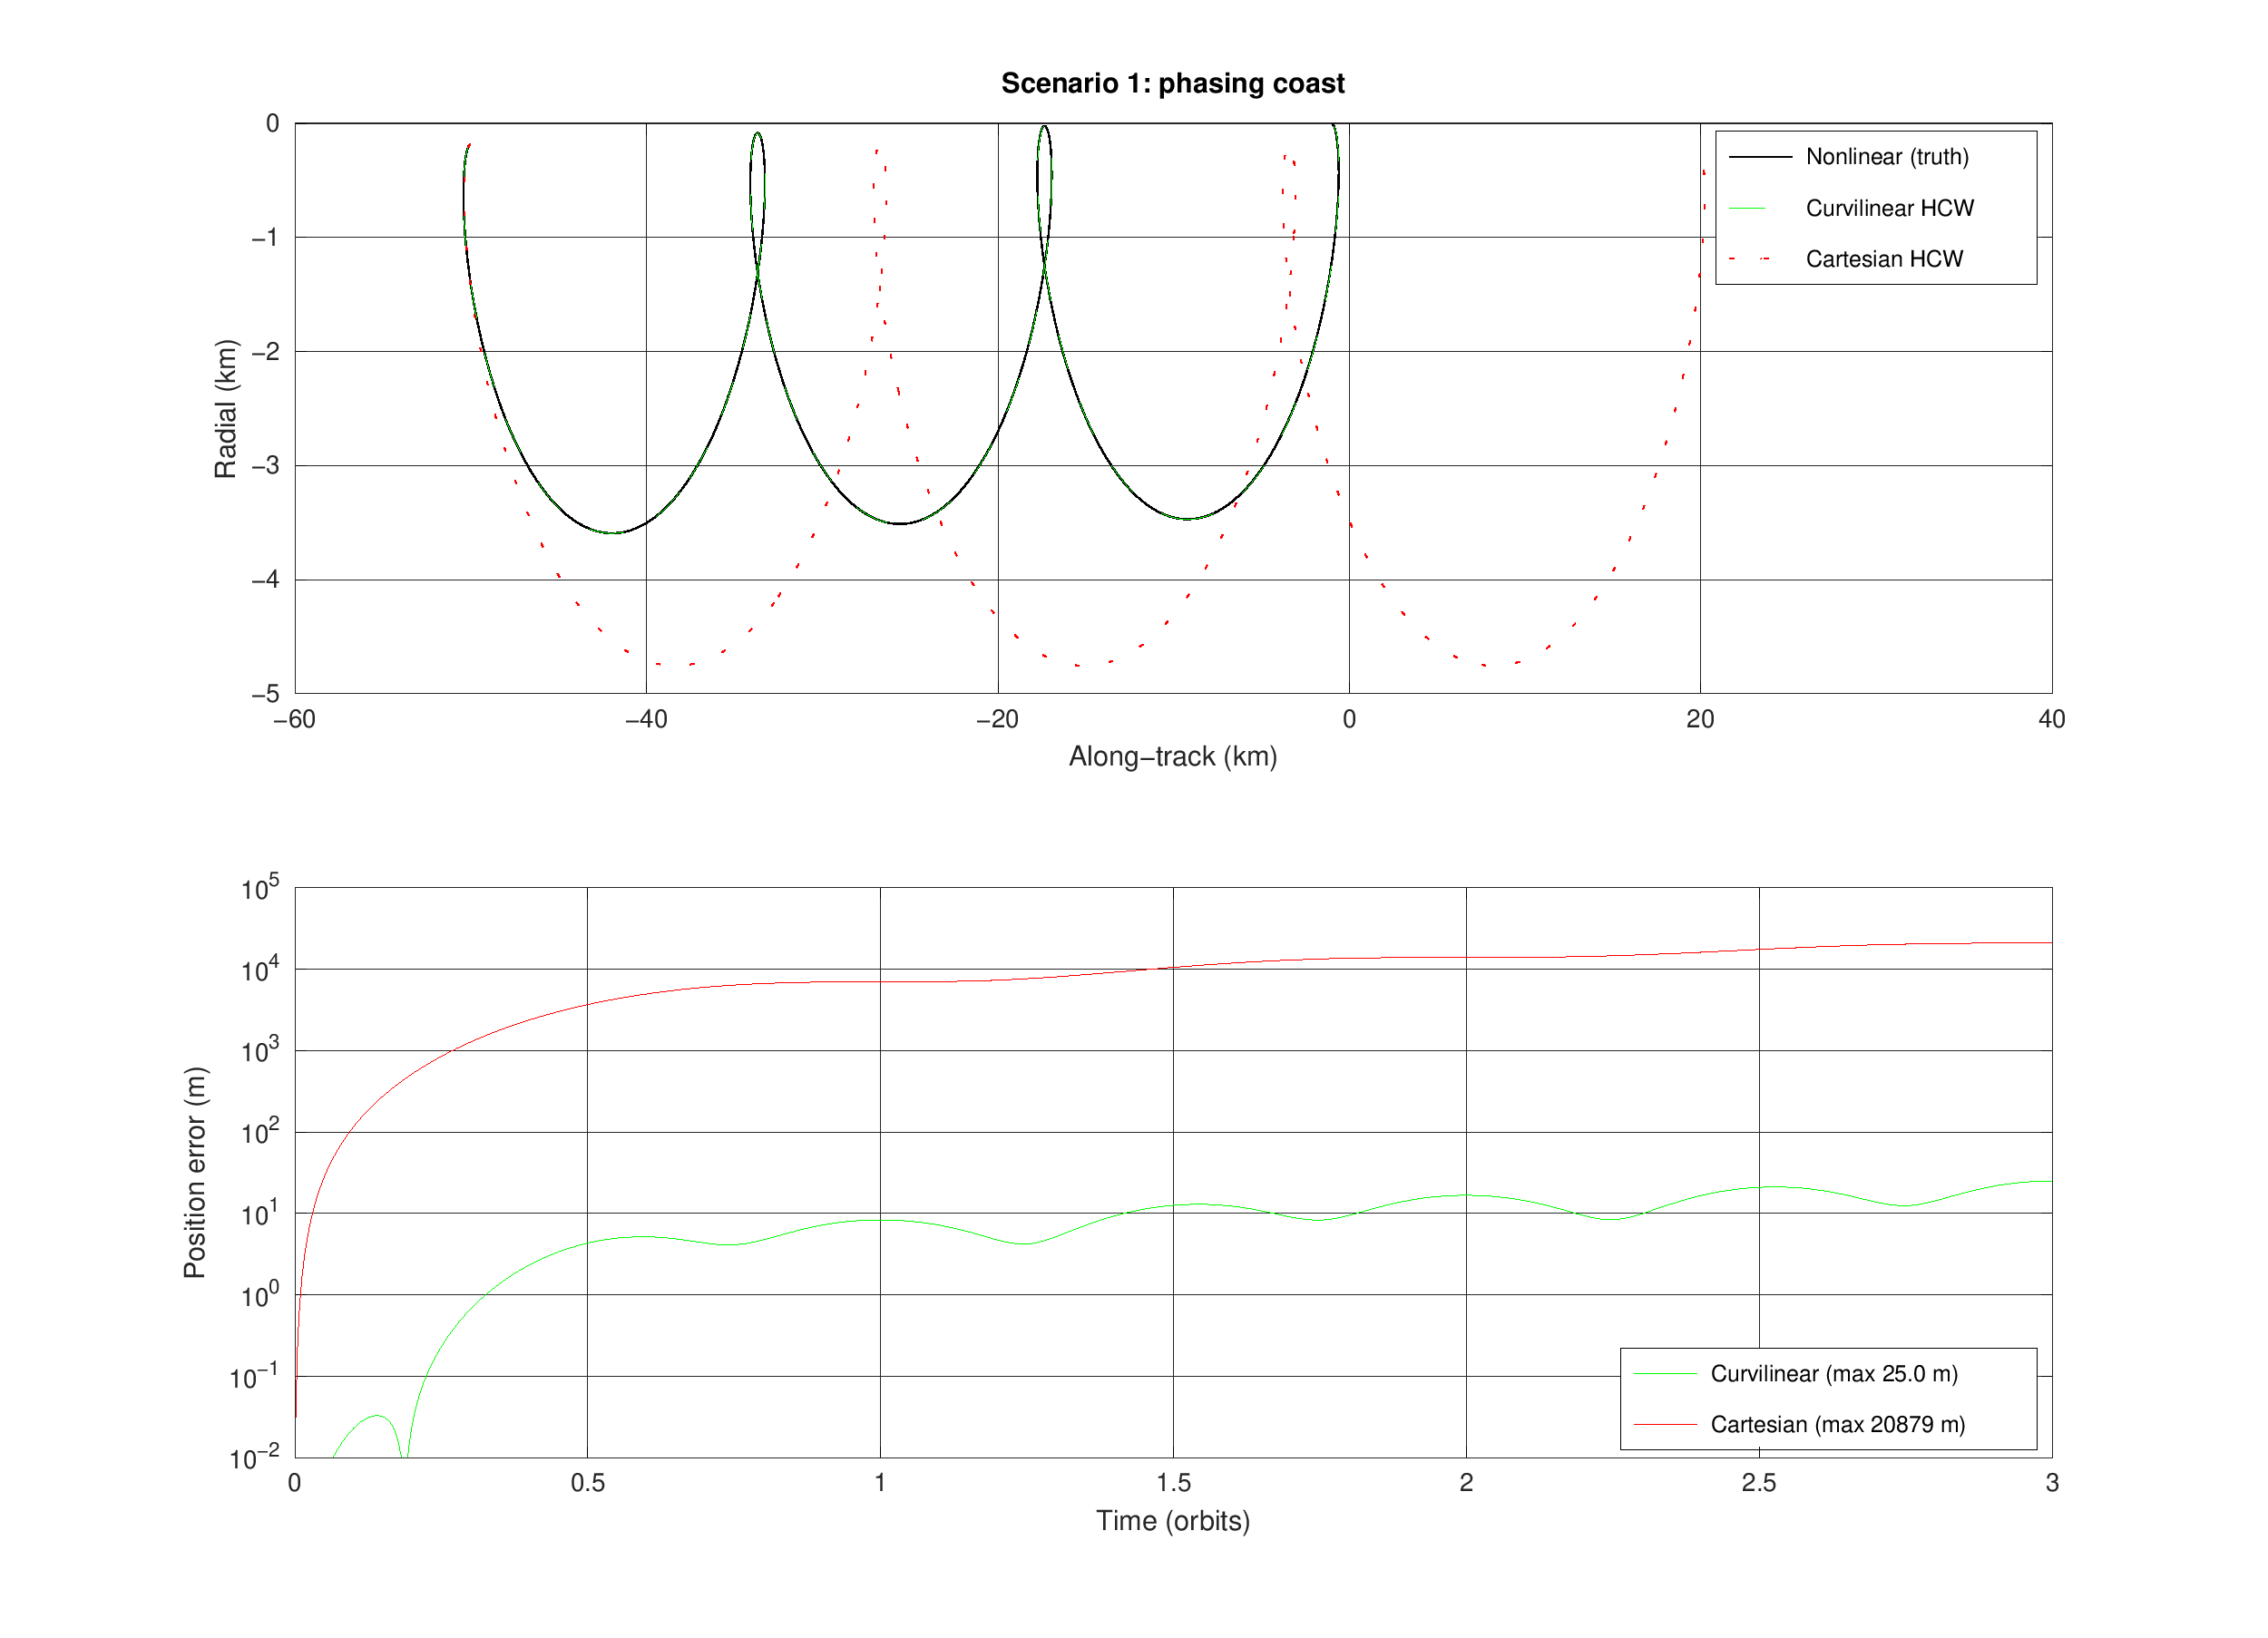 Scenario 1: phasing coast
0
−1
−2
−3
−4
−5
Radial (km)
Nonlinear (truth)
Curvilinear HCW
Cartesian HCW
−60 −40 −20 0 20 40
Along−track (km)
10^5
10^4
10^3
10^2
10^1
10^0
10^−1
10^−2
Position error (m)
Curvilinear (max 25.0 m)
Cartesian (max 20879 m)
0 0.5 1 1.5 2 2.5 3
Time (orbits)